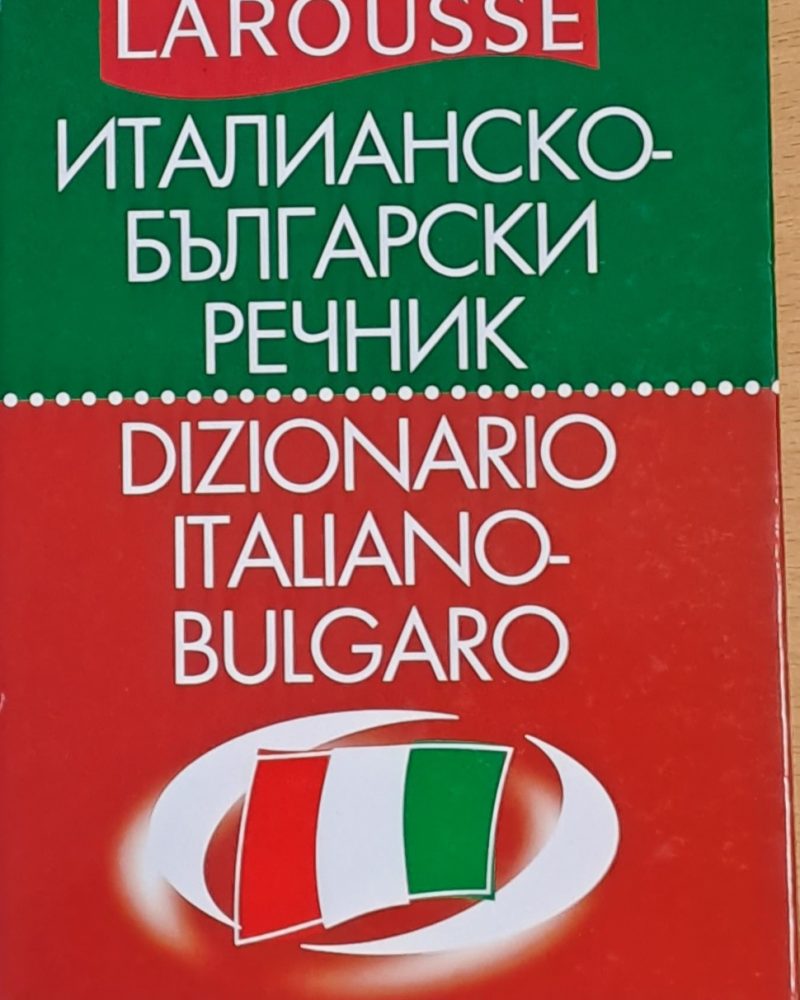 LAROUSSE
ИТАЛИАНСКО-
БЪЛГАРСКИ
РЕЧНИК
DIZIONARIO
ITALIANO-
BULGARO